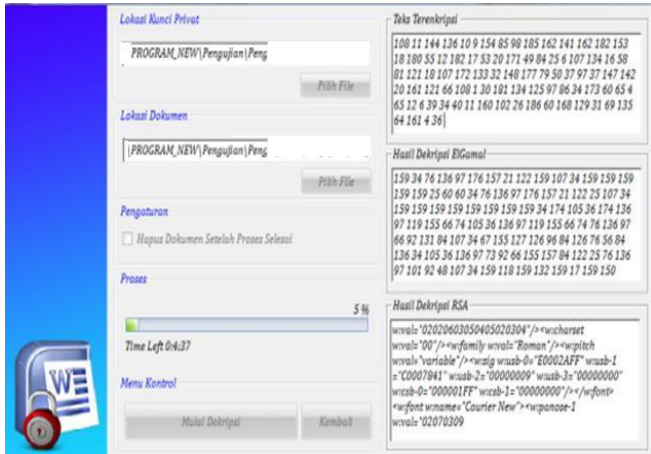 Lokasi Kunci Privat
PROGRAM_NEW\Pengujian\Peng
Pilih File
Lokasi Dokumen
\PROGRAM_NEW\Pengujian\Peng
Pilih File
Pengaturan
Hapus Dokumen Setelah Proses Selesai
Proses
5 %
Time Left 0:4:37
Menu Kontrol
Mulai Dekripsi
Kembali
Teks Terenkripsi
108 11 144 136 10 9 154 85 98 185 162 141 162 182 153
18 180 55 12 182 17 53 20 171 49 84 25 6 107 134 16 58
81 121 18 107 172 133 32 148 177 79 50 37 97 37 147 142
20 161 121 66 108 1 30 181 134 125 97 86 34 173 60 65 4
65 12 6 39 34 40 11 160 102 26 186 60 168 129 31 69 135
64 161 4 36
Hasil Dekripsi ElGamal
159 34 76 136 97 176 157 21 122 159 107 34 159 159 159
159 159 25 60 60 34 76 136 97 176 157 21 122 25 107 34
159 159 159 159 159 159 159 159 34 174 105 36 174 136
97 119 155 66 74 105 36 136 97 119 155 66 74 76 136 97
66 92 131 84 107 34 67 155 127 126 96 84 126 76 56 84
136 34 105 36 136 97 73 92 66 155 157 84 122 25 76 136
97 101 92 48 107 34 159 118 159 132 159 17 159 150
Hasil Dekripsi RSA
w:val="02020603050405020304"/><w:charset
w:val="00"/><w:family w:val="Roman"/><w:pitch
w:val="variable"/><w:sig w:usb-0="E0002AFF" w:usb-1
="C0007841" w:usb-2="00000009" w:usb-3="00000000"
w:csb-0="000001FF" w:csb-1="00000000"/></w:font>
<w:font w:name="Courier New"><w:panose-1
w:val="02070309